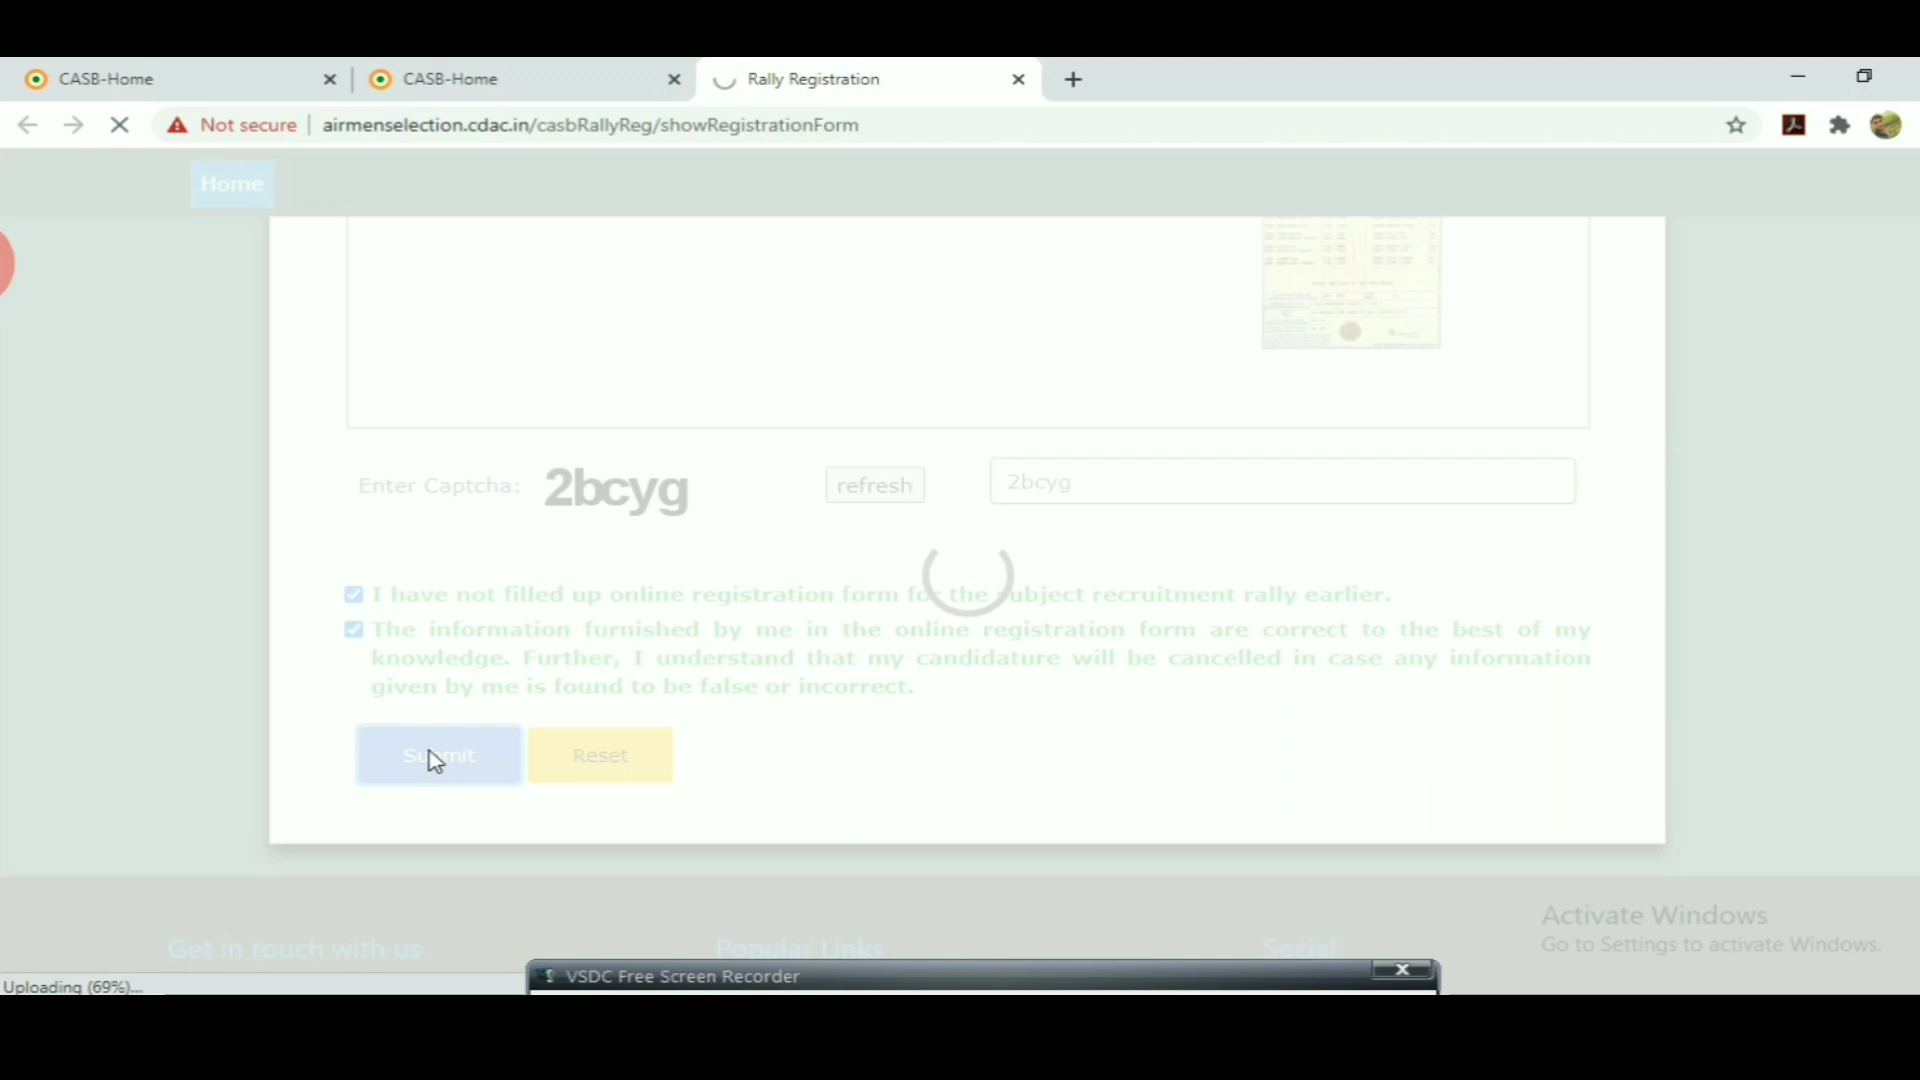 CASB-Home
CASB-Home
Rally Registration
Not secure
airmenselection.cdac.in/casbRallyReg/showRegistrationForm
Home
Enter Captcha:
2bcyg
refresh
2bcyg
I have not filled up online registration form for the subject recruitment rally earlier.
The information furnished by me in the online registration form are correct to the best of my
knowledge. Further, I understand that my candidature will be cancelled in case any information
given by me is found to be false or incorrect.
Submit
Reset
Activate Windows
Go to Settings to activate Windows.
Get in touch with us
Popular Links
Social
VSDC Free Screen Recorder
Uploading (69%)...